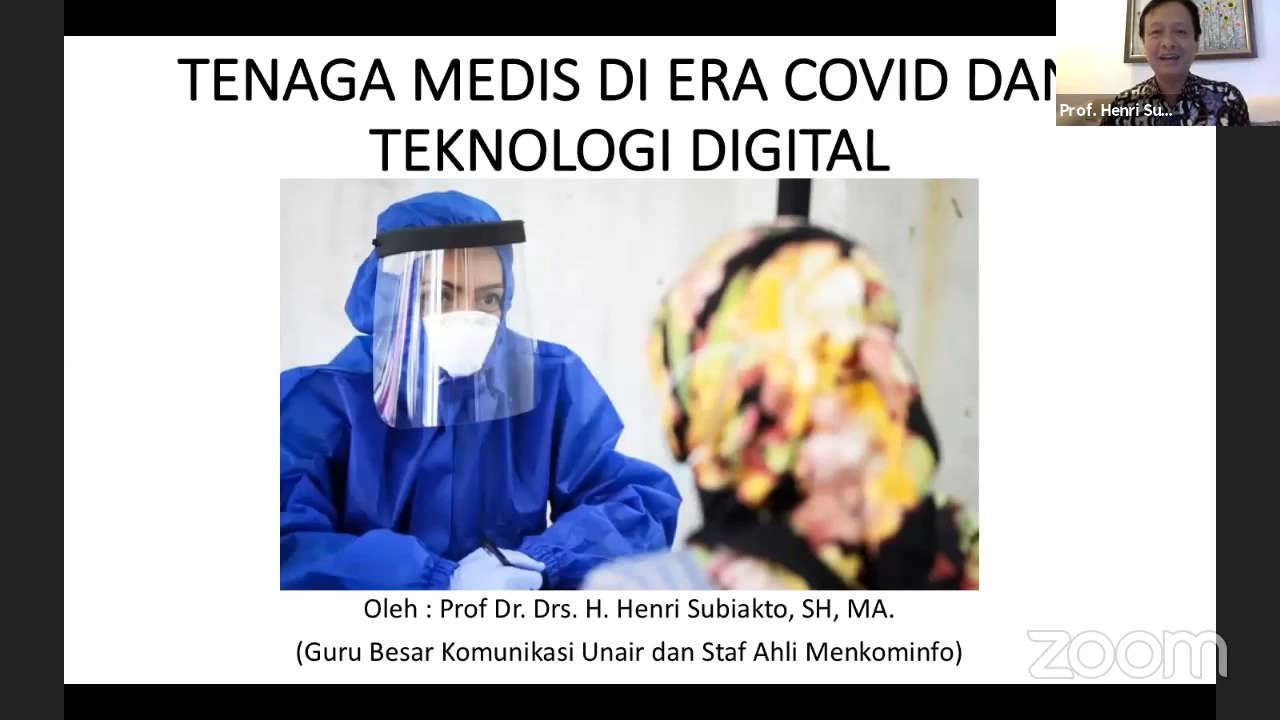 TENAGA MEDIS DI ERA COVID DAN
TEKNOLOGI DIGITAL
Prof. Henri Su...
Oleh : Prof Dr. Drs. H. Henri Subiakto, SH, MA.
(Guru Besar Komunikasi Unair dan Staf Ahli Menkominfo)
zoom